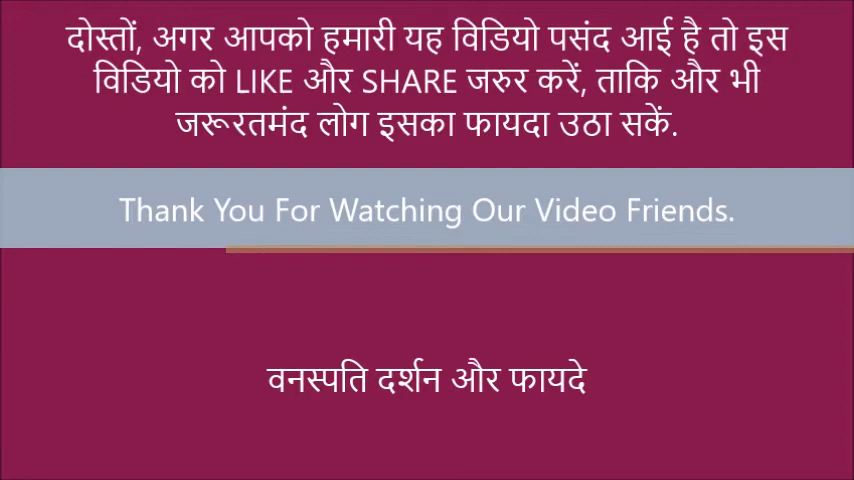 दोस्तों, अगर आपको हमारी यह विडियो पसंद आई है तो इस
विडियो को LIKE और SHARE जरुर करें, ताकि और भी
जरूरतमंद लोग इसका फायदा उठा सकें.
Thank You For Watching Our Video Friends.
वनस्पति दर्शन और फायदे